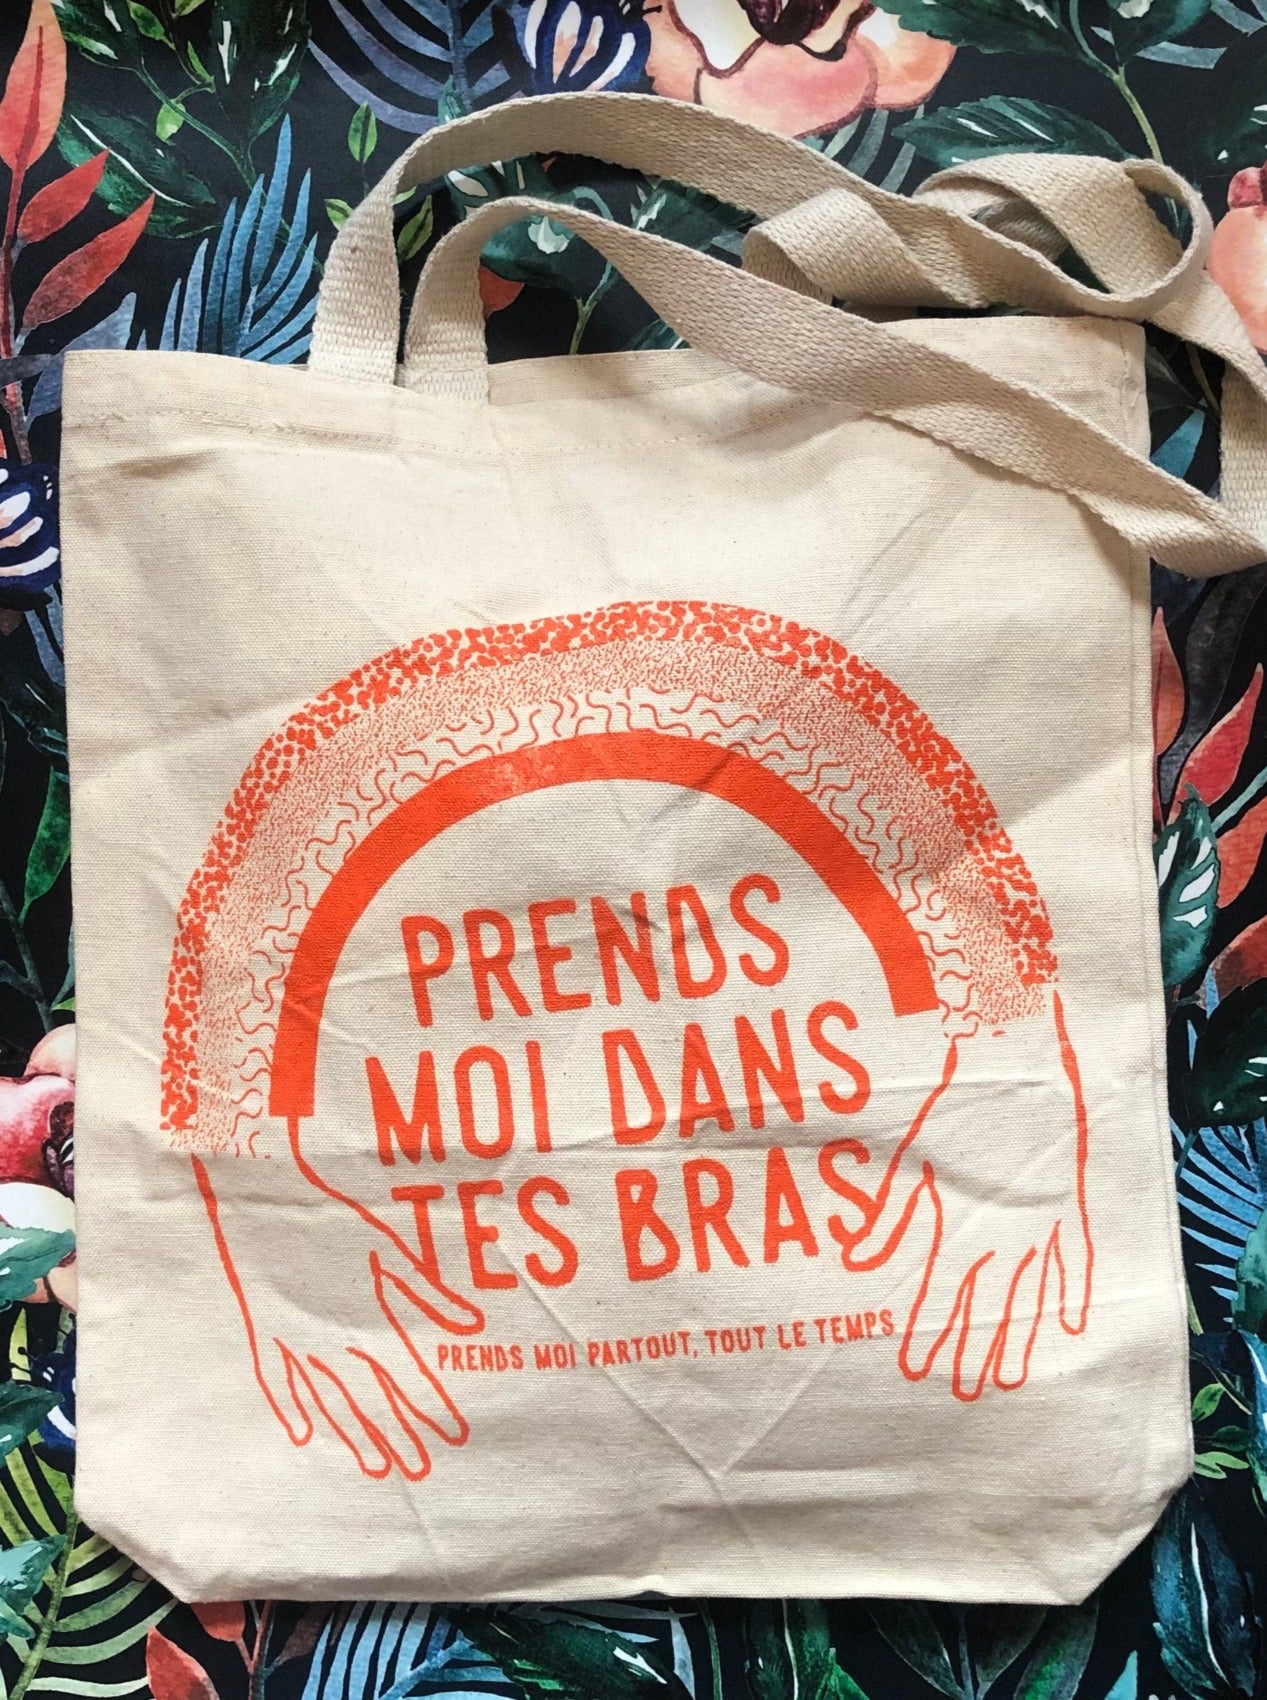 PRENDS
MOI DANS
TES BRAS
PRENDS MOI PARTOUT, TOUT LE TEMPS